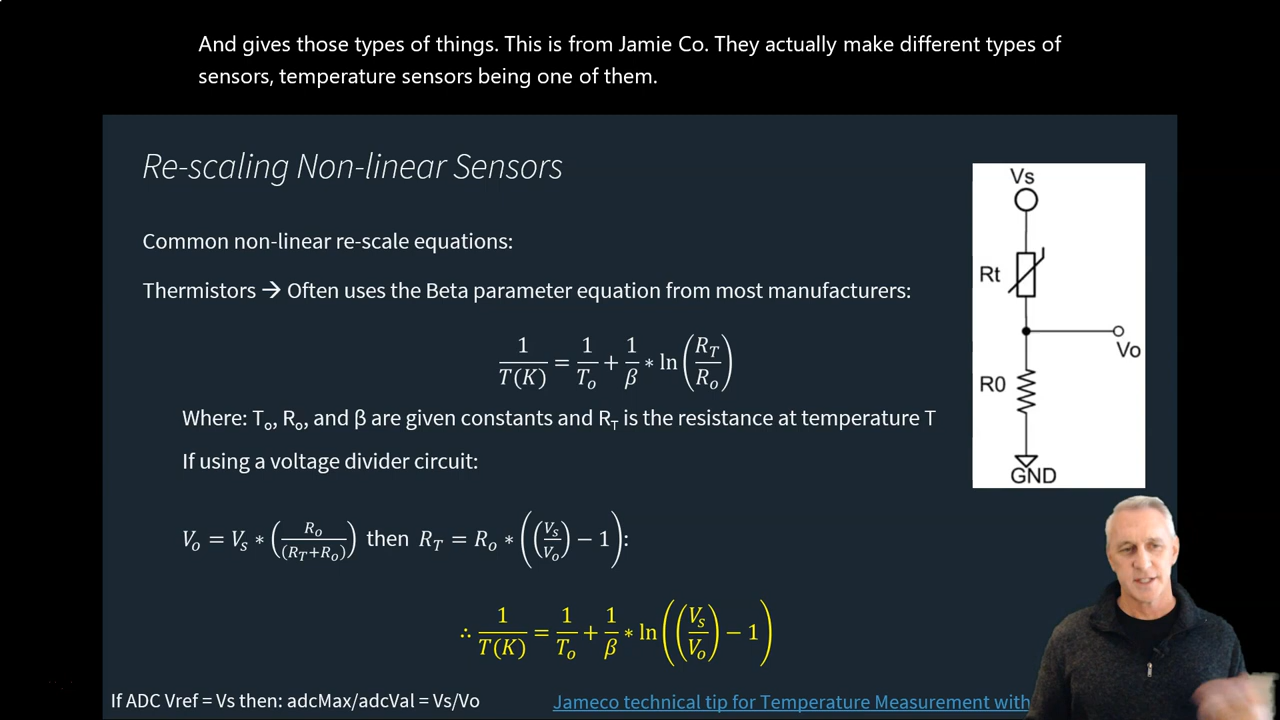 And gives those types of things. This is from Jamie Co. They actually make different types of
sensors, temperature sensors being one of them.
Re-scaling Non-linear Sensors
Common non-linear re-scale equations:
Thermistors → Often uses the Beta parameter equation from most manufacturers:
1/T(K) = 1/Tₒ + 1/β * ln(R_T/Rₒ)
Where: Tₒ, Rₒ, and β are given constants and R_T is the resistance at temperature T
If using a voltage divider circuit:
Vₒ = Vₛ * (Rₒ/(R_T+Rₒ)) then R_T = Rₒ * ((Vₛ/Vₒ) − 1):
∴ 1/T(K) = 1/Tₒ + 1/β * ln((Vₛ/Vₒ) − 1)
If ADC Vref = Vs then: adcMax/adcVal = Vs/Vo
Jameco technical tip for Temperature Measurement with
Vs
Rt
Vo
R0
GND